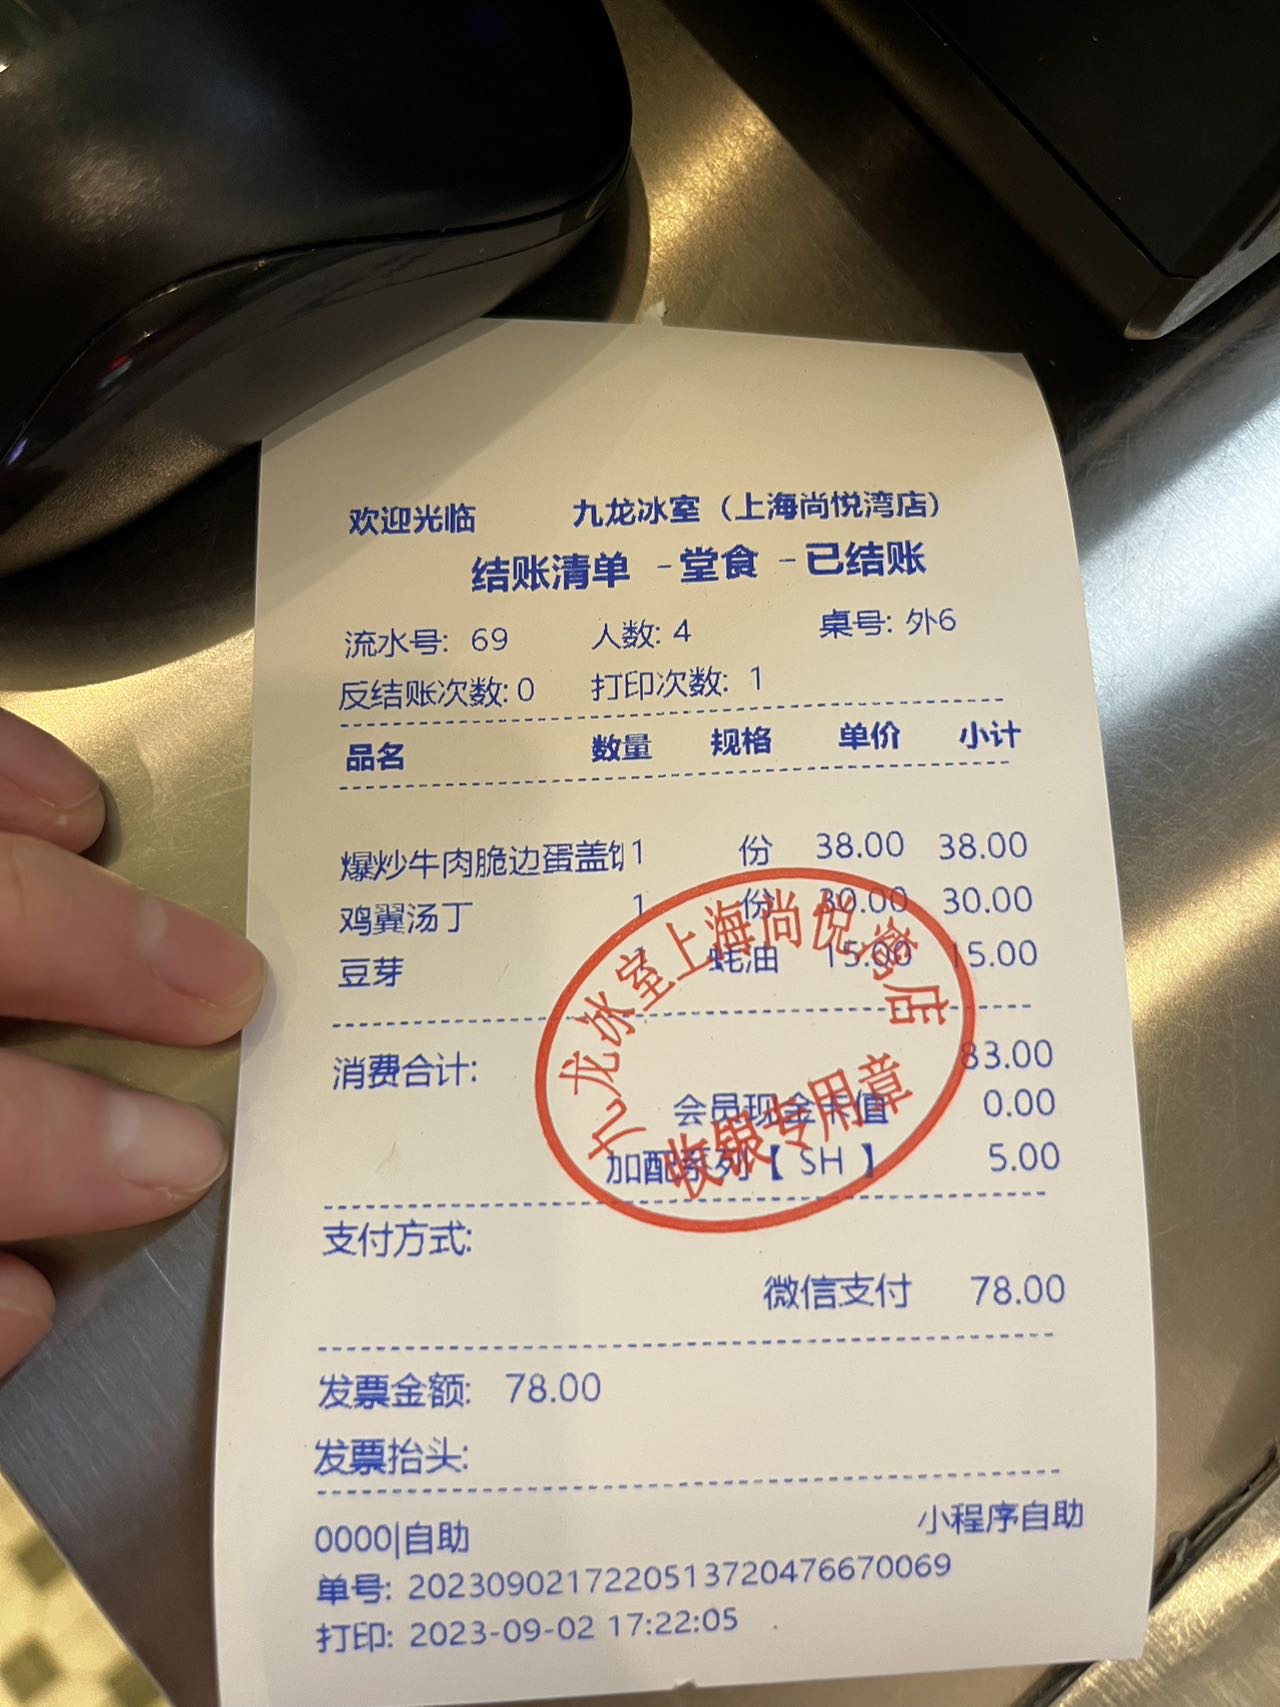 欢迎光临 九龙冰室（上海尚悦湾店）
结账清单 -堂食 -已结账
流水号: 69 人数: 4 桌号: 外6
反结账次数: 0 打印次数: 1
品名 数量 规格 单价 小计
爆炒牛肉脆边蛋盖 1 份 38.00 38.00
鸡翼汤丁 1 份 30.00 30.00
豆芽 1 蚝油 15.00 15.00
消费合计: 83.00
会员现金卡值 0.00
加配系列【 SH 】 5.00
九龙冰室上海尚悦湾店
收银专用章
支付方式:
微信支付 78.00
发票金额: 78.00
发票抬头:
0000|自助 小程序自助
单号: 2023090217220513720476670069
打印: 2023-09-02 17:22:05